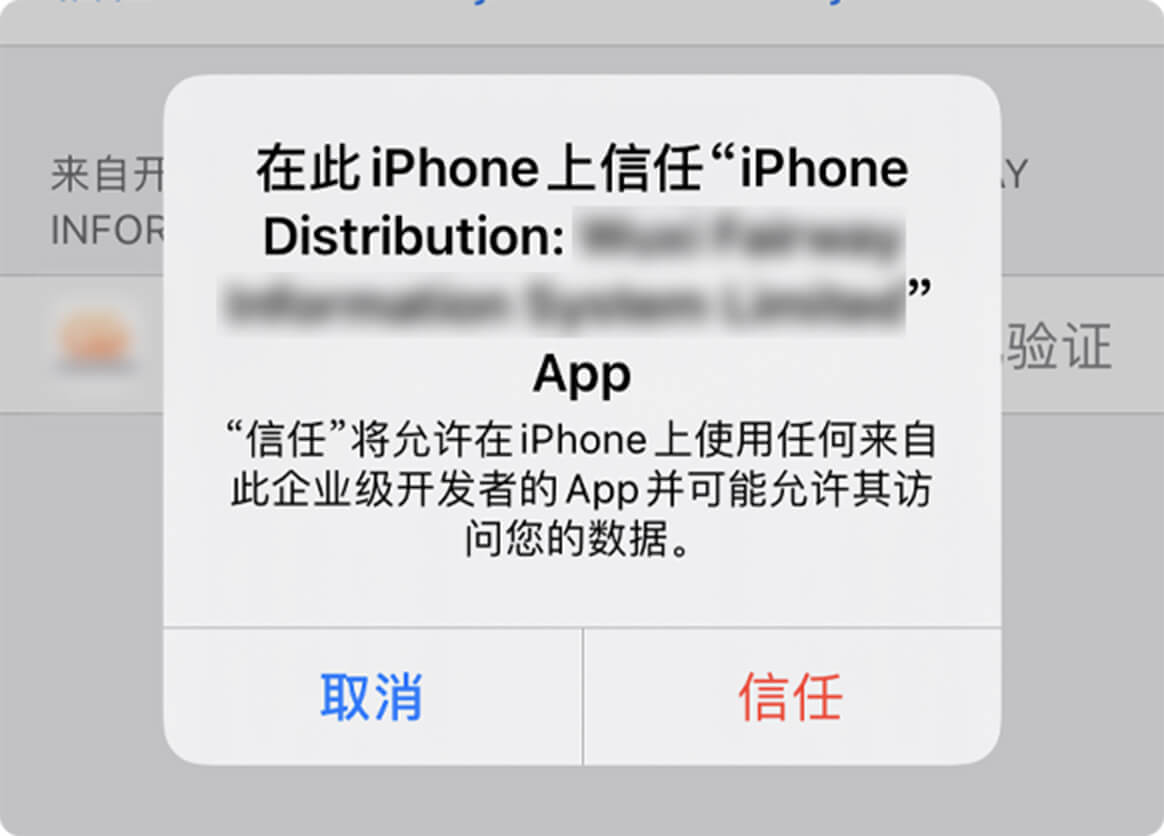 来自开
AY
INFOR
验证
在此 iPhone 上信任“iPhone
Distribution:
”
App
“信任”将允许在 iPhone 上使用任何来自
此企业级开发者的 App 并可能允许其访
问您的数据。
取消
信任